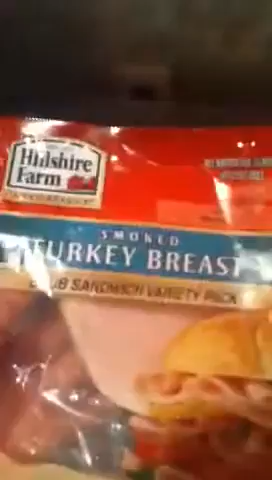 Hillshire
Farm
SMOKED
TURKEY BREAST
CLUB SANDWICH VARIETY PACK